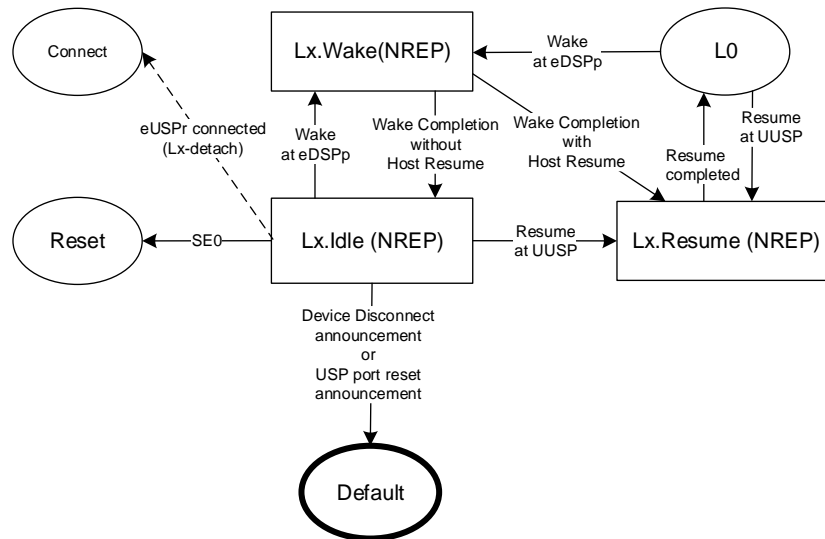 Connect
Lx.Wake(NREP)
Wake
at eDSPp
L0
eUSPr connected
(Lx-detach)
Wake
at eDSPp
Wake Completion
without
Host Resume
Wake Completion
with
Host Resume
Resume
completed
Resume
at UUSP
Reset
SE0
Lx.Idle (NREP)
Resume
at UUSP
Lx.Resume (NREP)
Device Disconnect
announcement
or
USP port reset
announcement
Default